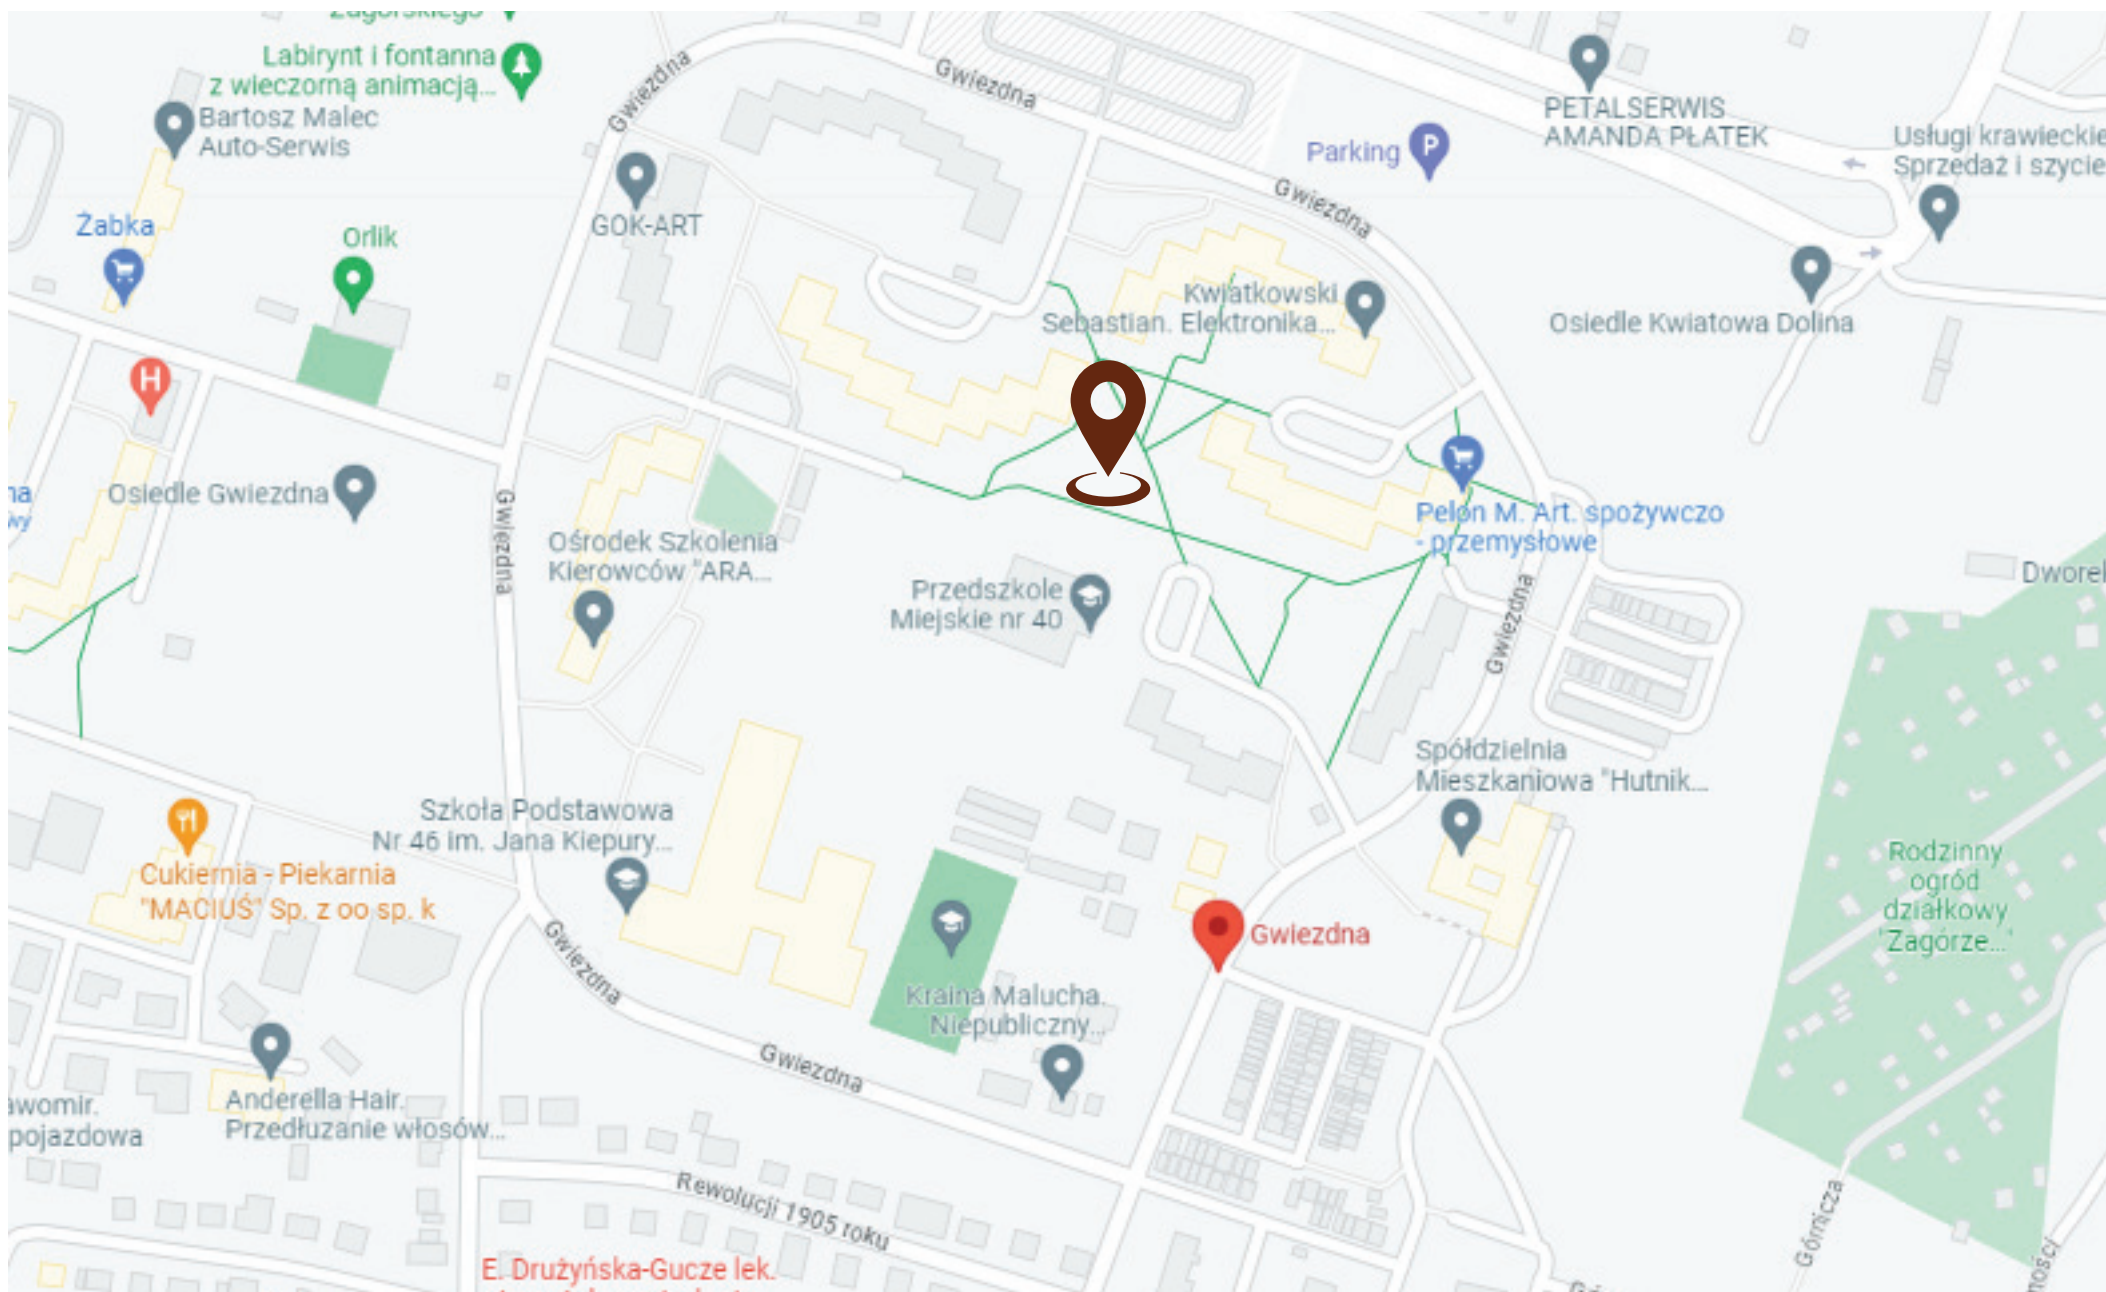 Zagórskiego
Labirynt i fontanna
z wieczorną animacją...
Bartosz Malec
Auto-Serwis
Żabka
Orlik
GOK-ART
Gwiezdna
Gwiezdna
Parking
P
PETALSERWIS
AMANDA PŁATEK
Usługi krawieckie
Sprzedaż i szycie
Gwiezdna
Kwiatkowski
Sebastian. Elektronika...
Osiedle Kwiatowa Dolina
H
Osiedle Gwiezdna
Gwiezdna
Ośrodek Szkolenia
Kierowców "ARA...
Przedszkole
Miejskie nr 40
Pelon M. Art. spożywczo
- przemysłowe
Gwiezdna
Dworek
Spółdzielnia
Mieszkaniowa "Hutnik...
Szkoła Podstawowa
Nr 46 im. Jana Kiepury...
Cukiernia - Piekarnia
"MACIUŚ" Sp. z oo sp. k
Rodzinny
ogród
działkowy
"Zagórze..."
Gwiezdna
Gwiezdna
Kraina Malucha.
Niepubliczny...
Gwiezdna
Anderella Hair.
Przedłużanie włosów...
awomir.
pojazdowa
Rewolucji 1905 roku
Górnicza
E. Drużyńska-Gucze lek.